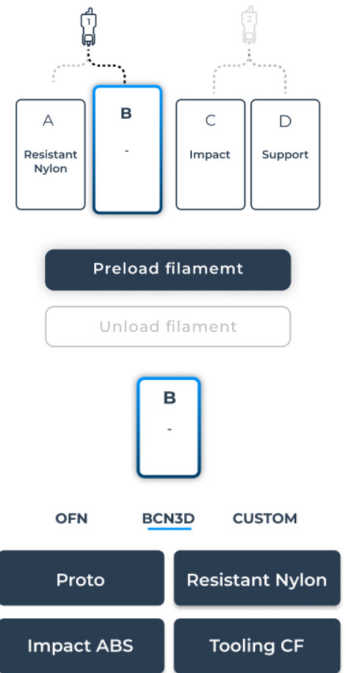 1
2
A
B
C
D
Resistant
Nylon
-
Impact
Support
Preload filamemt
Unload filament
B
-
OFN
BCN3D
CUSTOM
Proto
Resistant Nylon
Impact ABS
Tooling CF